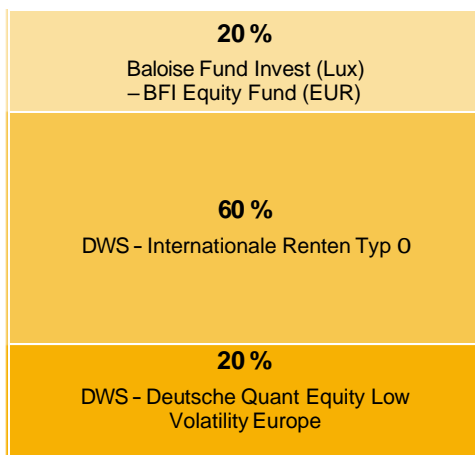 20 %
Baloise Fund Invest (Lux)
– BFI Equity Fund (EUR)
60 %
DWS – Internationale Renten Typ O
20 %
DWS – Deutsche Quant Equity Low
Volatility Europe